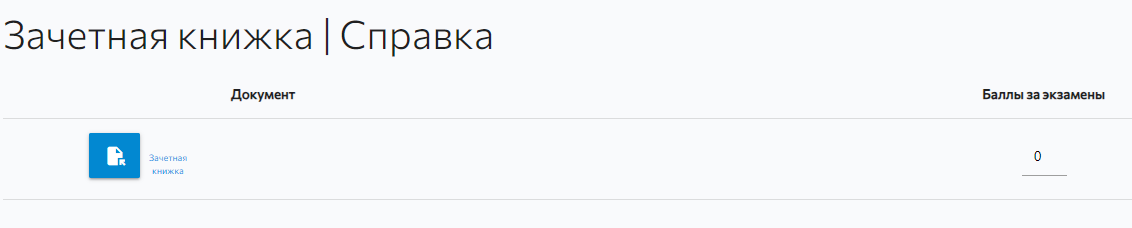 Зачетная книжка | Справка
Документ Баллы за экзамены
Зачетная
книжка
0